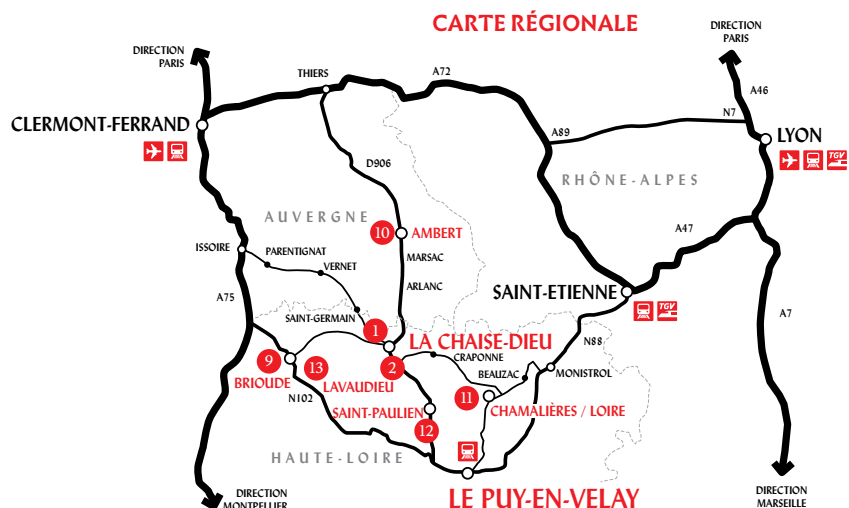 CARTE RÉGIONALE
DIRECTION
PARIS
DIRECTION
PARIS
THIERS
A72
A46
N7
CLERMONT-FERRAND
A89
LYON
TGV
D906
RHÔNE-ALPES
AUVERGNE
10 AMBERT
ISSOIRE
PARENTIGNAT
MARSAC
A47
VERNET
ARLANC
SAINT-ETIENNE
TGV
A75
SAINT-GERMAIN
A7
1
LA CHAISE-DIEU
N88
9
13
2
CRAPONNE
BEAUZAC
MONISTROL
BRIOUDE
LAVAUDIEU
11
N102
SAINT-PAULIEN
CHAMALIÈRES / LOIRE
12
HAUTE-LOIRE
LE PUY-EN-VELAY
DIRECTION
MONTPELLIER
DIRECTION
MARSEILLE